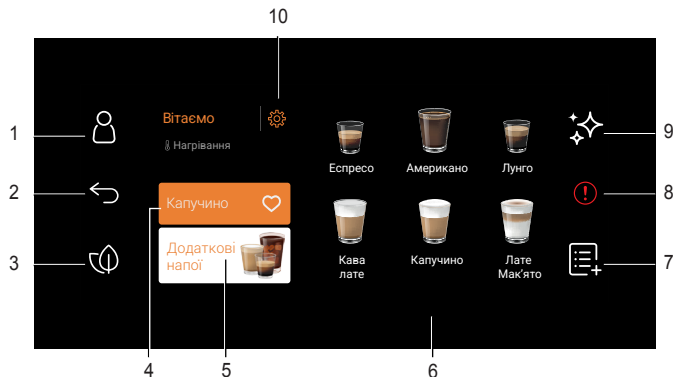 10
1
2
3
4
5
6
7
8
9
Вітаємо
Нагрівання
Капучино
Додаткові
напої
Еспресо
Американо
Лунго
Кава
лате
Капучино
Лате
Мак’ято